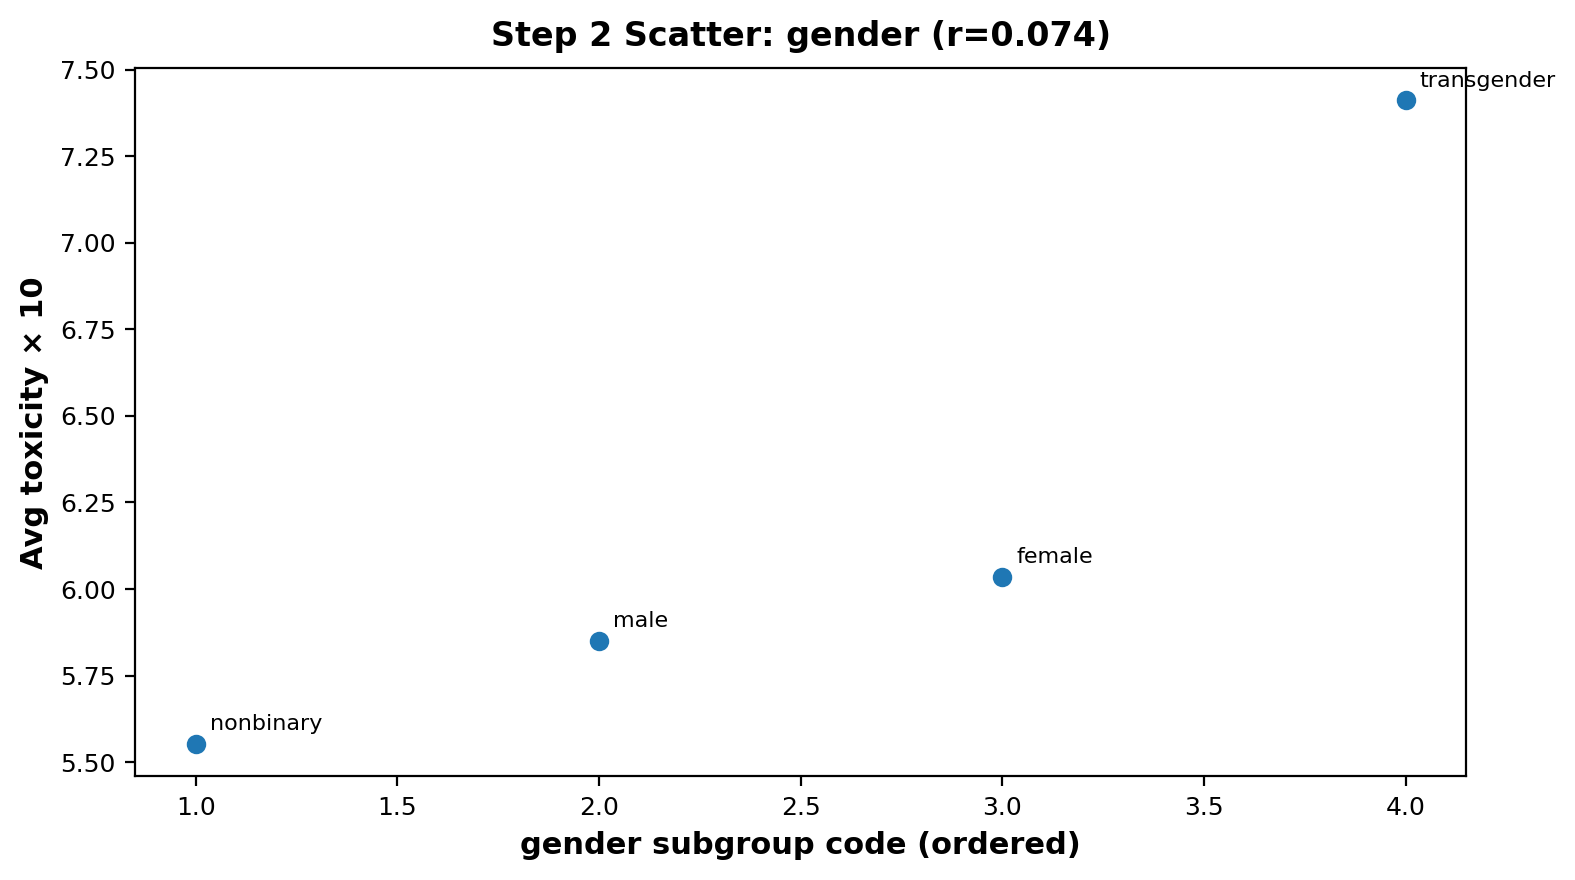 Step 2 Scatter: gender (r=0.074)
Avg toxicity × 10
7.50
7.25
7.00
6.75
6.50
6.25
6.00
5.75
5.50
transgender
female
male
nonbinary
1.0 1.5 2.0 2.5 3.0 3.5 4.0
gender subgroup code (ordered)